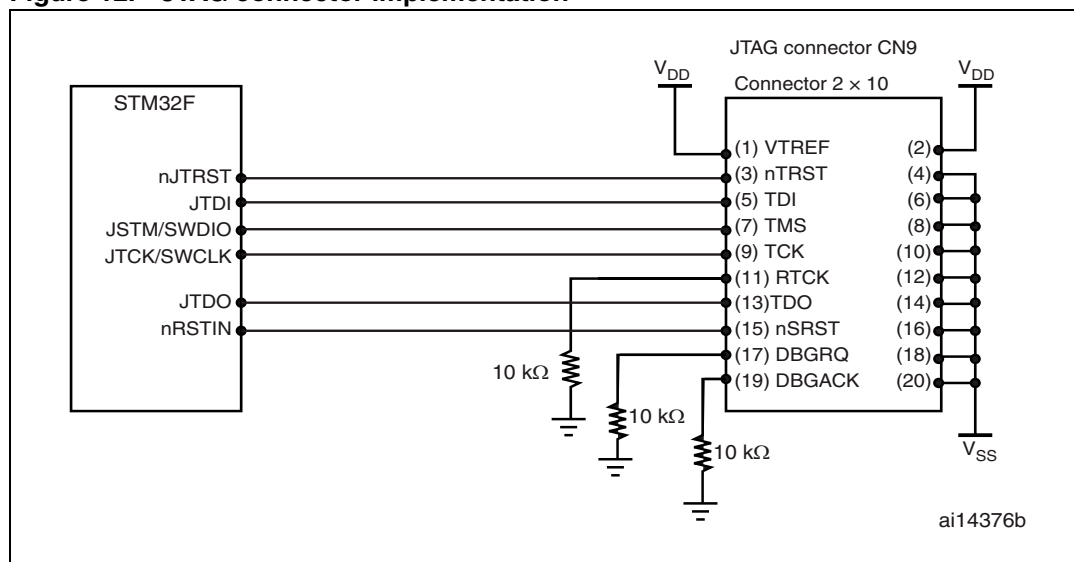 JTAG connector CN9
V_DD
V_DD
Connector 2 × 10
STM32F
(1) VTREF (2)
nJTRST (3) nTRST (4)
JTDI (5) TDI (6)
JSTM/SWDIO (7) TMS (8)
JTCK/SWCLK (9) TCK (10)
(11) RTCK (12)
JTDO (13)TDO (14)
nRSTIN (15) nSRST (16)
(17) DBGRQ (18)
10 kΩ (19) DBGACK (20)
10 kΩ
10 kΩ
V_SS
ai14376b